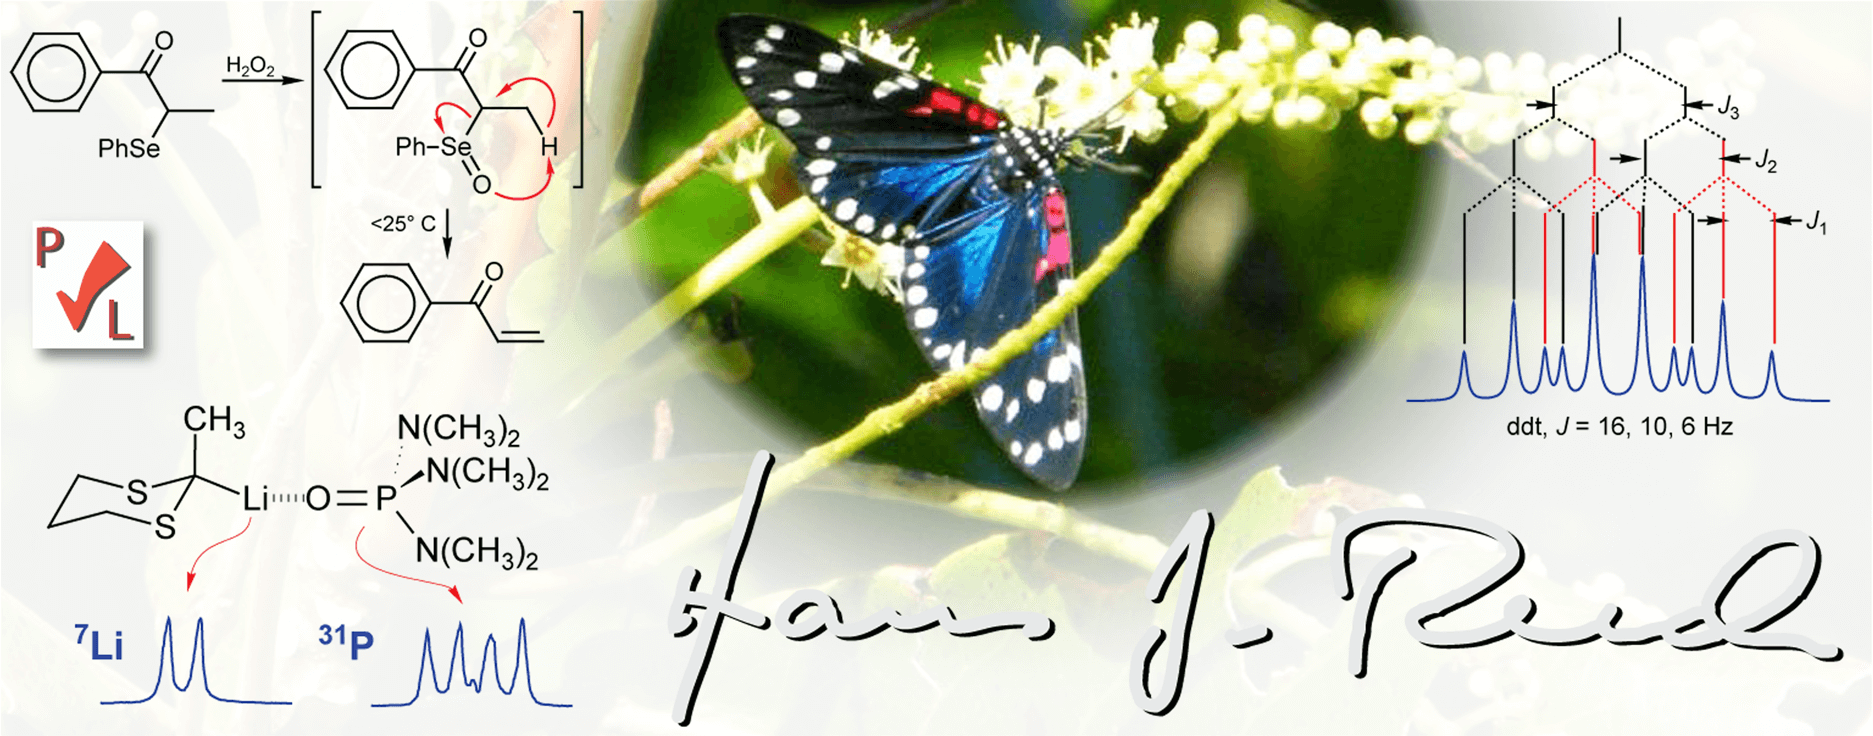 O
PhSe
H₂O₂
O
Ph–Se
H
O
<25° C
O
P
L
CH₃
S
S
Li
O=P
N(CH₃)₂
N(CH₃)₂
N(CH₃)₂
⁷Li
³¹P
J₃
J₂
J₁
ddt, J = 16, 10, 6 Hz
Hans J. Reich